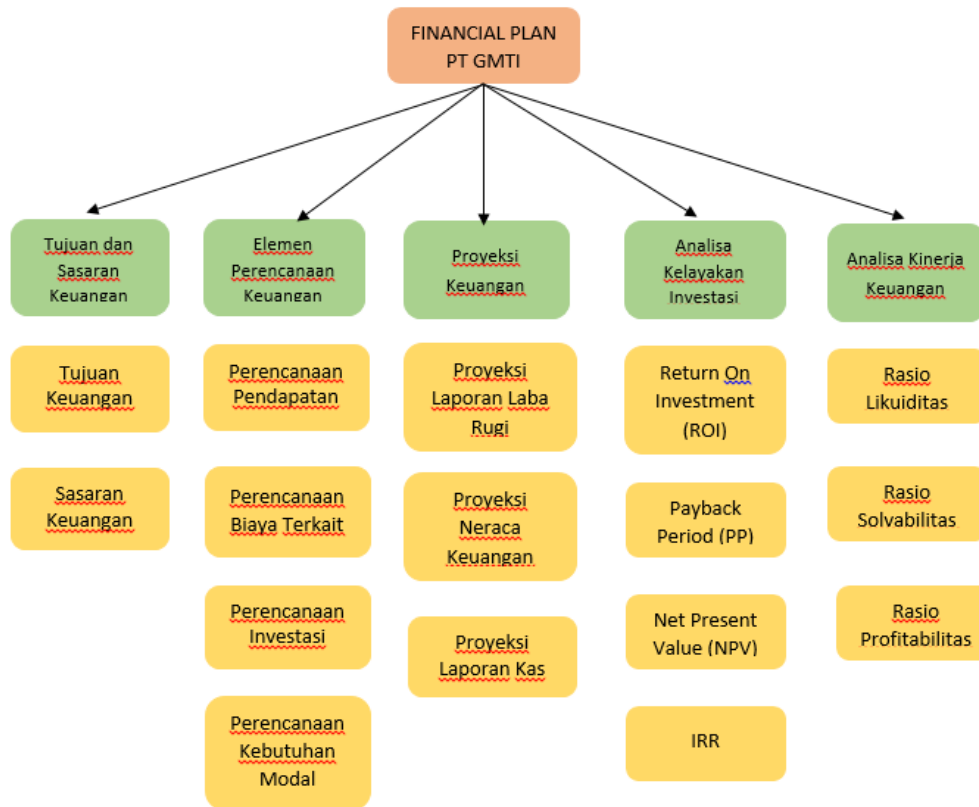 FINANCIAL PLAN
PT GMTI
Tujuan dan
Sasaran
Keuangan
Elemen
Perencanaan
Keuangan
Proyeksi
Keuangan
Analisa
Kelayakan
Investasi
Analisa Kinerja
Keuangan
Tujuan
Keuangan
Sasaran
Keuangan
Perencanaan
Pendapatan
Perencanaan
Biaya Terkait
Perencanaan
Investasi
Perencanaan
Kebutuhan
Modal
Proyeksi
Laporan Laba
Rugi
Proyeksi
Neraca
Keuangan
Proyeksi
Laporan Kas
Return On
Investment
(ROI)
Payback
Period (PP)
Net Present
Value (NPV)
IRR
Rasio
Likuiditas
Rasio
Solvabilitas
Rasio
Profitabilitas